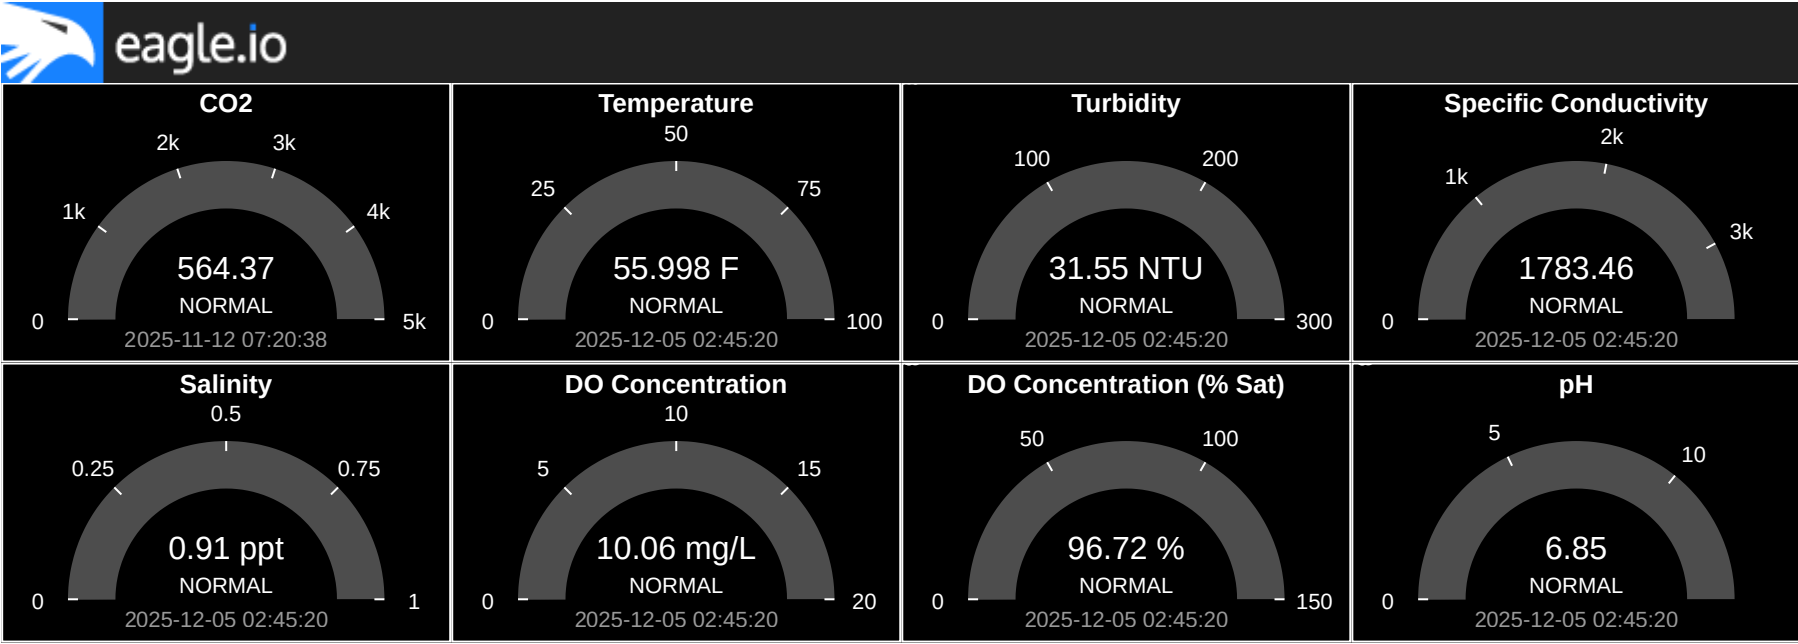 eagle.io
CO2
2k
3k
1k
4k
564.37
NORMAL
0
5k
2025-11-12 07:20:38
Temperature
50
25
75
55.998 F
NORMAL
0
100
2025-12-05 02:45:20
Turbidity
100
200
31.55 NTU
NORMAL
0
300
2025-12-05 02:45:20
Specific Conductivity
2k
1k
3k
1783.46
NORMAL
0
2025-12-05 02:45:20
Salinity
0.5
0.25
0.75
0.91 ppt
NORMAL
0
1
2025-12-05 02:45:20
DO Concentration
10
5
15
10.06 mg/L
NORMAL
0
20
2025-12-05 02:45:20
DO Concentration (% Sat)
50
100
96.72 %
NORMAL
0
150
2025-12-05 02:45:20
pH
5
10
6.85
NORMAL
0
2025-12-05 02:45:20